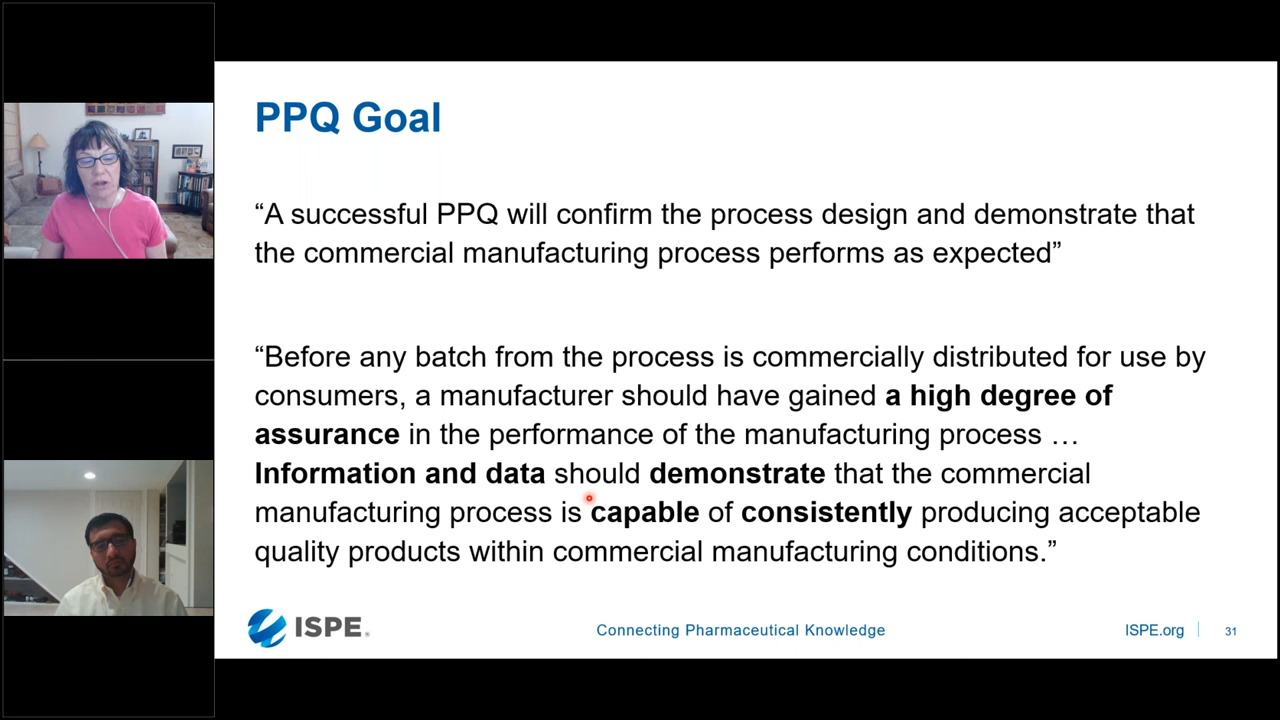 PPQ Goal
“A successful PPQ will confirm the process design and demonstrate that
the commercial manufacturing process performs as expected”
“Before any batch from the process is commercially distributed for use by
consumers, a manufacturer should have gained a high degree of
assurance in the performance of the manufacturing process …
Information and data should demonstrate that the commercial
manufacturing process is capable of consistently producing acceptable
quality products within commercial manufacturing conditions.”
ISPE®
Connecting Pharmaceutical Knowledge
ISPE.org
31